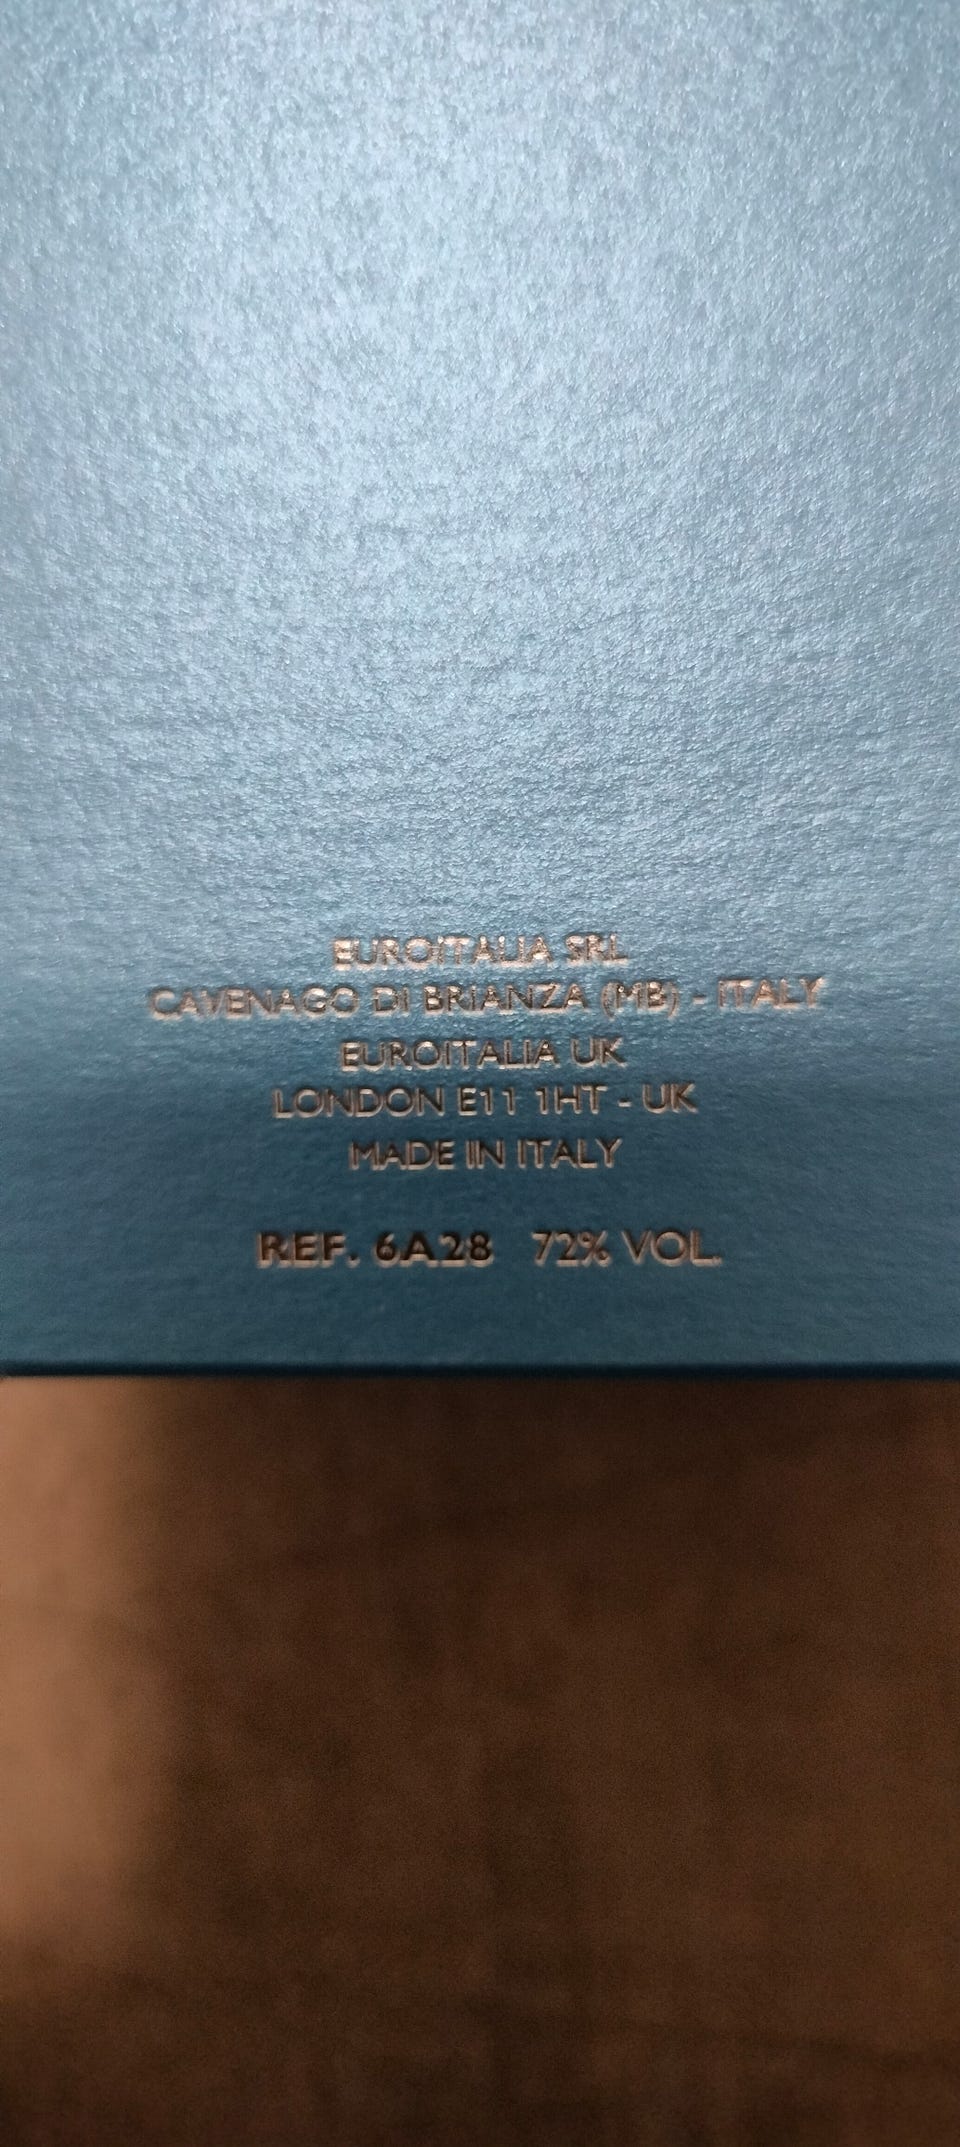 EUROITALIA SRL
CAVENAGO DI BRIANZA (MB) - ITALY
EUROITALIA UK
LONDON E11 1HT - UK
MADE IN ITALY
REF. 6A28 72% VOL.